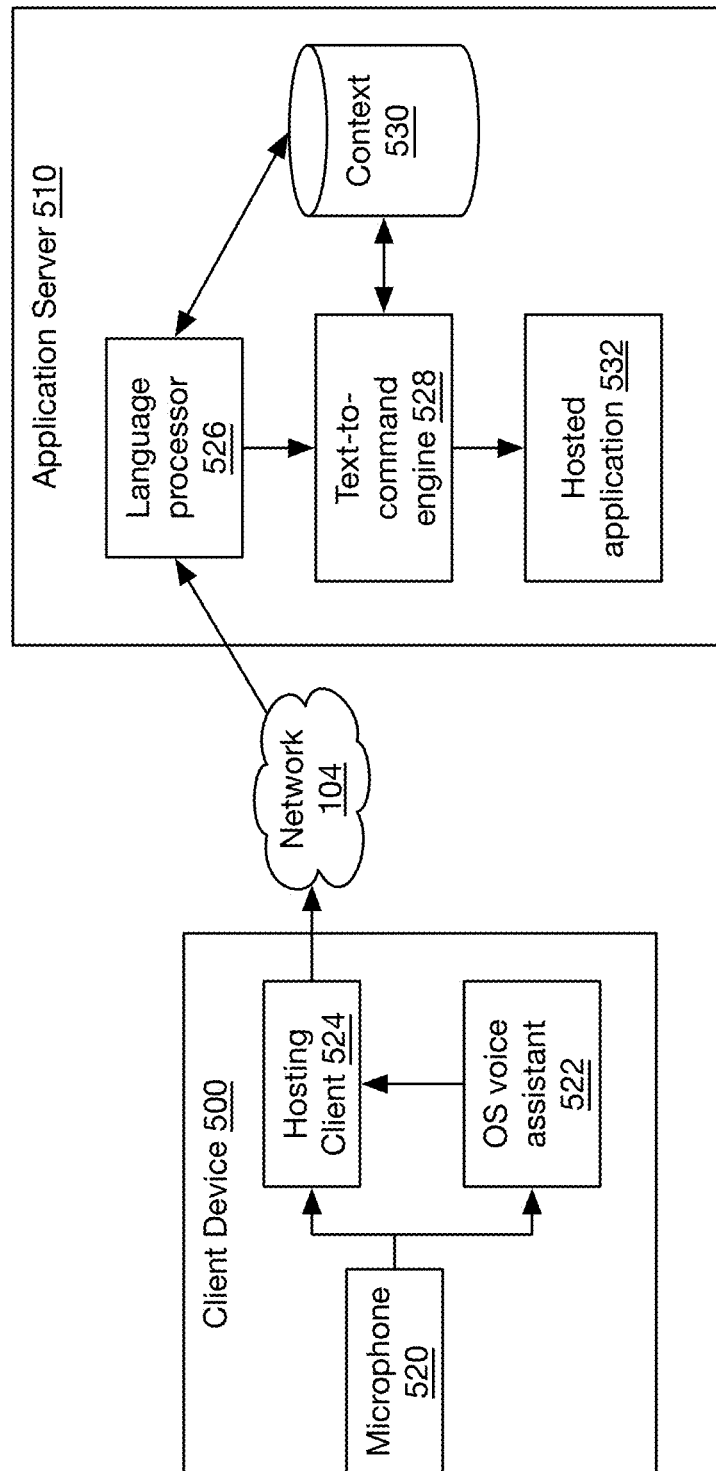 Client Device 500
Microphone
520
Hosting
Client 524
OS voice
assistant
522
Network
104
Application Server 510
Language
processor
526
Text-to-
command
engine 528
Hosted
application 532
Context
530